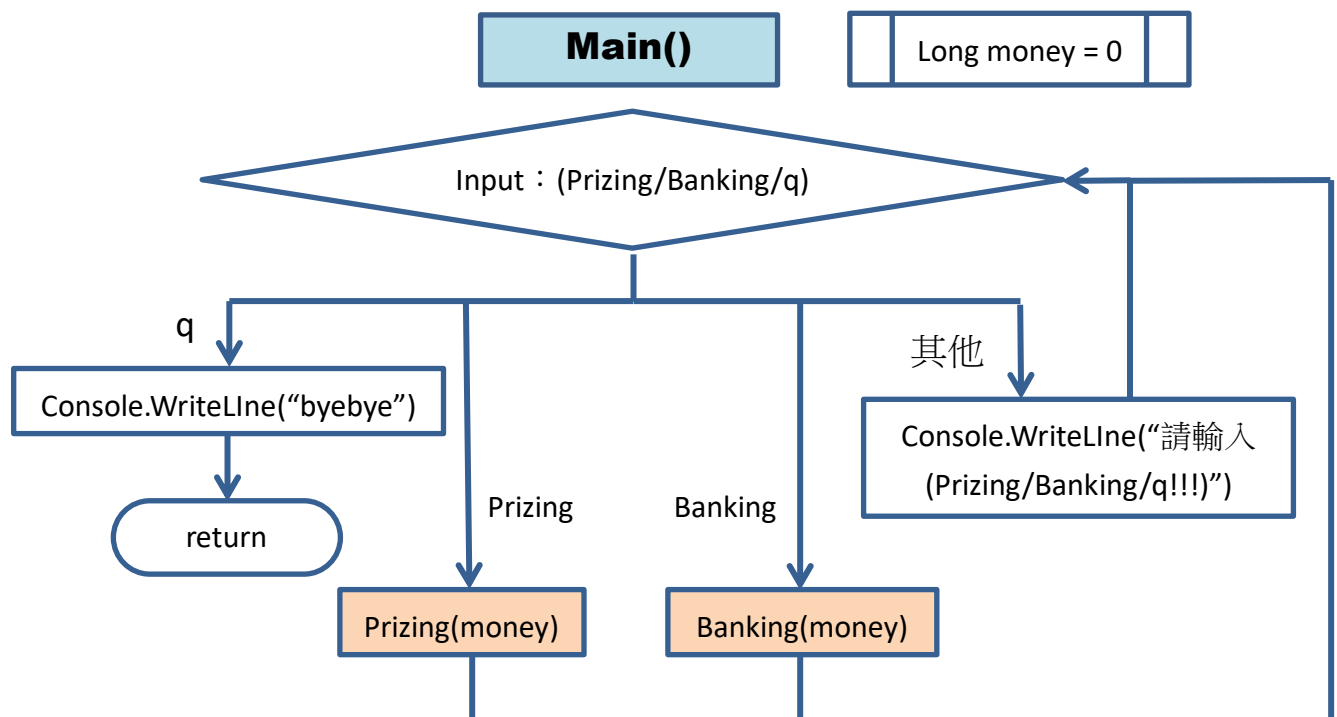 Main()
Long money = 0
Input：(Prizing/Banking/q)
q
其他
Console.WriteLIne(“byebye”)
Console.WriteLIne(“請輸入
(Prizing/Banking/q!!!)”)
return
Prizing
Banking
Prizing(money)
Banking(money)